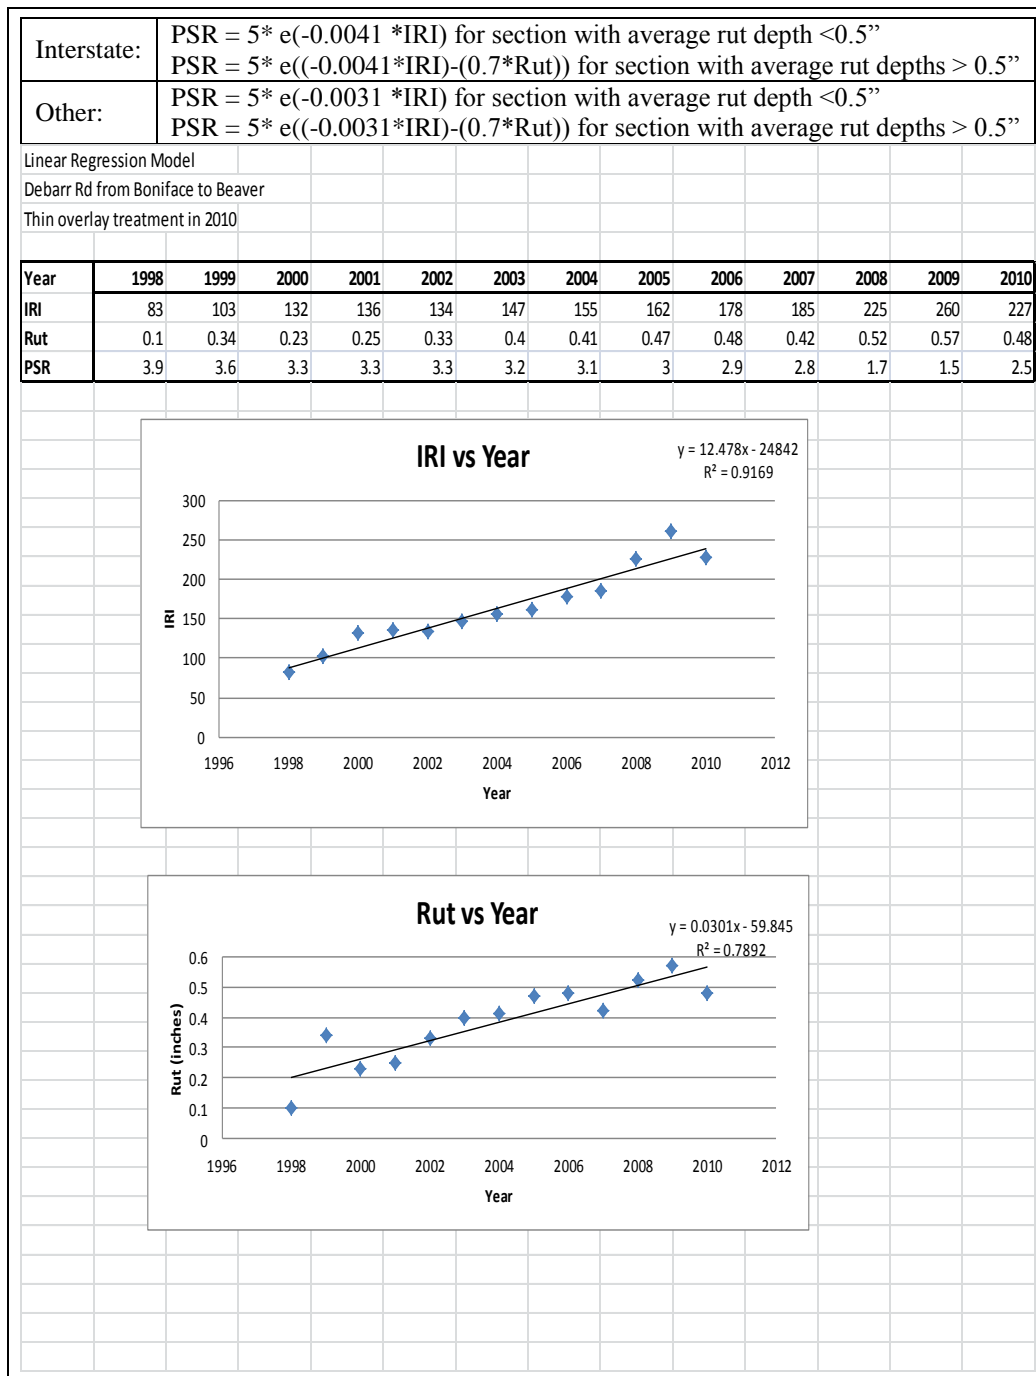 Interstate:
PSR = 5* e(-0.0041 *IRI) for section with average rut depth <0.5”
PSR = 5* e((-0.0041*IRI)-(0.7*Rut)) for section with average rut depths > 0.5”
Other:
PSR = 5* e(-0.0031 *IRI) for section with average rut depth <0.5”
PSR = 5* e((-0.0031*IRI)-(0.7*Rut)) for section with average rut depths > 0.5”
Linear Regression Model
Debarr Rd from Boniface to Beaver
Thin overlay treatment in 2010
Year 1998 1999 2000 2001 2002 2003 2004 2005 2006 2007 2008 2009 2010
IRI 83 103 132 136 134 147 155 162 178 185 225 260 227
Rut 0.1 0.34 0.23 0.25 0.33 0.4 0.41 0.47 0.48 0.42 0.52 0.57 0.48
PSR 3.9 3.6 3.3 3.3 3.3 3.2 3.1 3 2.9 2.8 1.7 1.5 2.5
IRI vs Year
y = 12.478x - 24842
R² = 0.9169
300
250
200
150
100
50
0
IRI
1996 1998 2000 2002 2004 2006 2008 2010 2012
Year
Rut vs Year
y = 0.0301x - 59.845
R² = 0.7892
0.6
0.5
0.4
0.3
0.2
0.1
0
Rut (inches)
1996 1998 2000 2002 2004 2006 2008 2010 2012
Year